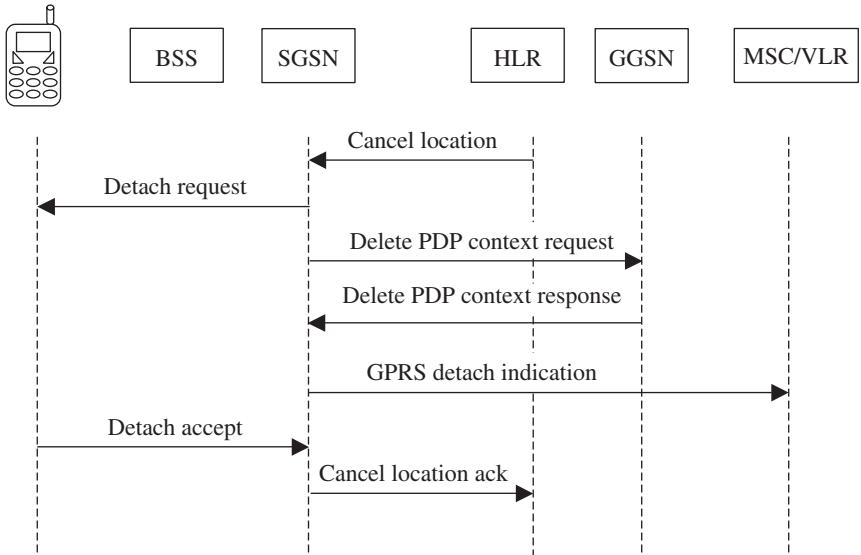 BSS
SGSN
HLR
GGSN
MSC/VLR
Cancel location
Detach request
Delete PDP context request
Delete PDP context response
GPRS detach indication
Detach accept
Cancel location ack